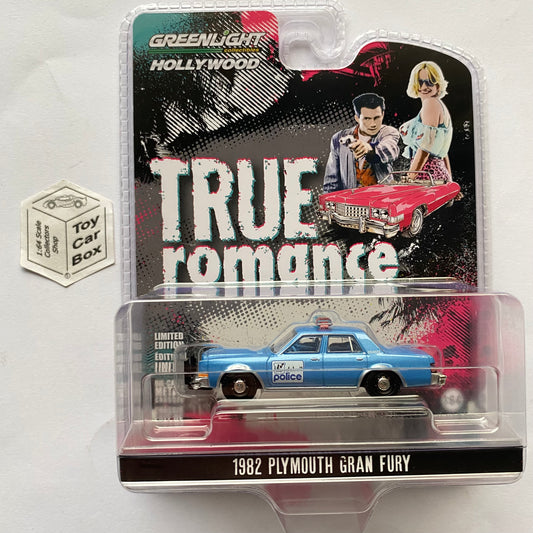 GREENLIGHT
COLLECTIBLES
HOLLYWOOD
TRUE
romance
1:64 Scale
Collectors
Shop
Toy
Car
Box
LIMITED
EDITION
police
1982 PLYMOUTH GRAN FURY